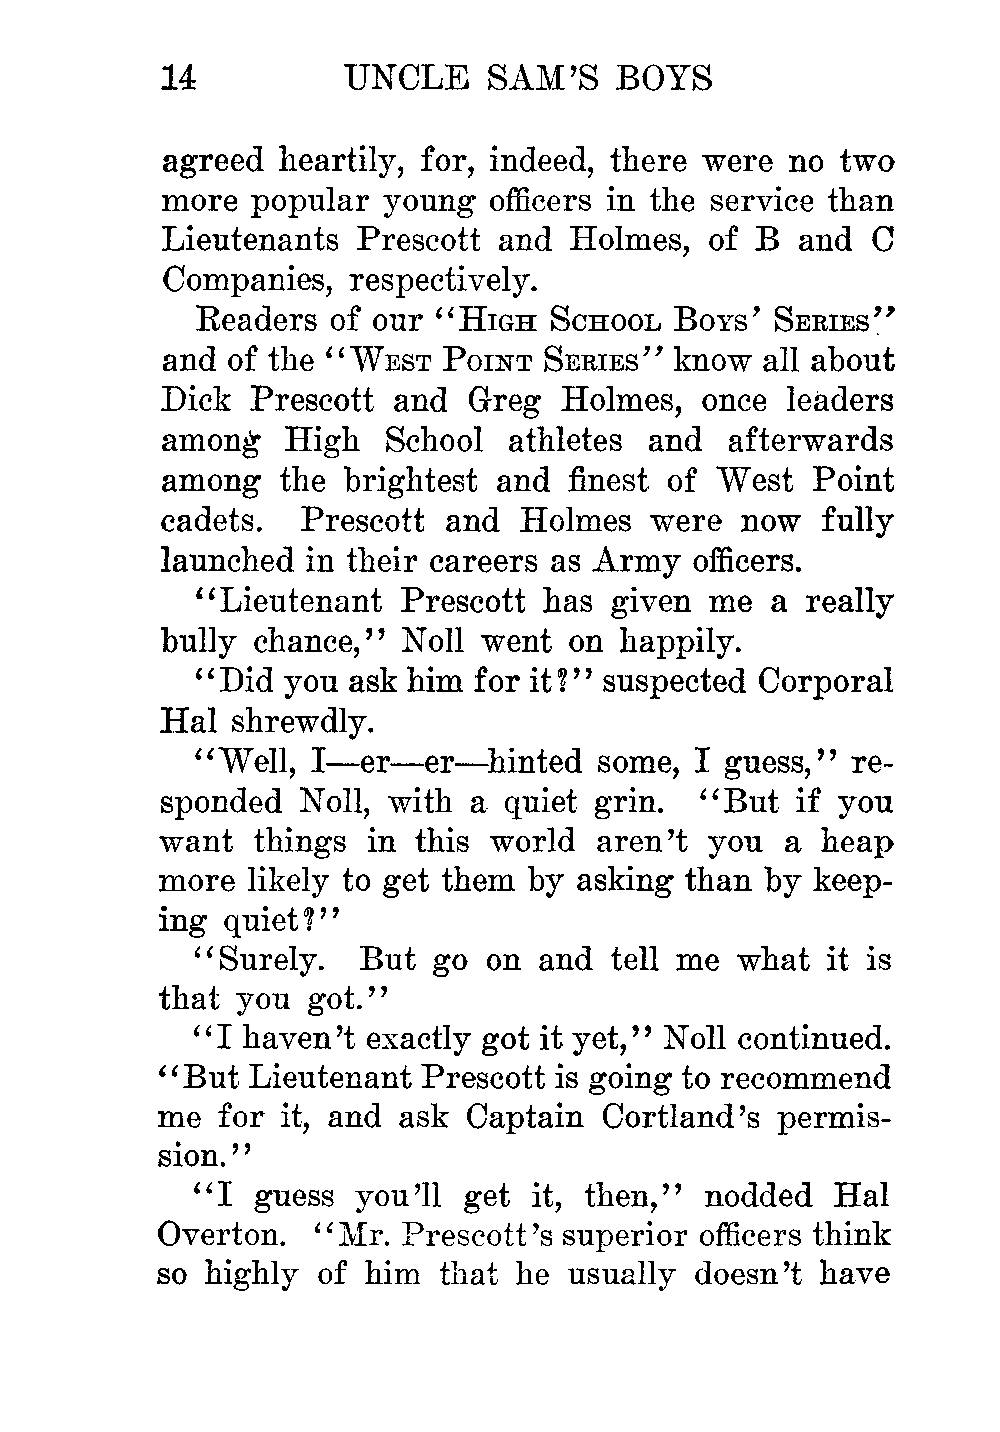 14 UNCLE SAM'S BOYS
agreed heartily, for, indeed, there were no two
more popular young officers in the service than
Lieutenants Prescott and Holmes, of B and C
Companies, respectively.
Readers of our "HIGH SCHOOL BOYS' SERIES"
and of the "WEST POINT SERIES" know all about
Dick Prescott and Greg Holmes, once leaders
among High School athletes and afterwards
among the brightest and finest of West Point
cadets. Prescott and Holmes were now fully
launched in their careers as Army officers.
"Lieutenant Prescott has given me a really
bully chance," Noll went on happily.
"Did you ask him for it?" suspected Corporal
Hal shrewdly.
"Well, I—er—er—hinted some, I guess," re-
sponded Noll, with a quiet grin. "But if you
want things in this world aren't you a heap
more likely to get them by asking than by keep-
ing quiet?"
"Surely. But go on and tell me what it is
that you got."
"I haven't exactly got it yet," Noll continued.
"But Lieutenant Prescott is going to recommend
me for it, and ask Captain Cortland's permis-
sion."
"I guess you'll get it, then," nodded Hal
Overton. "Mr. Prescott's superior officers think
so highly of him that he usually doesn't have